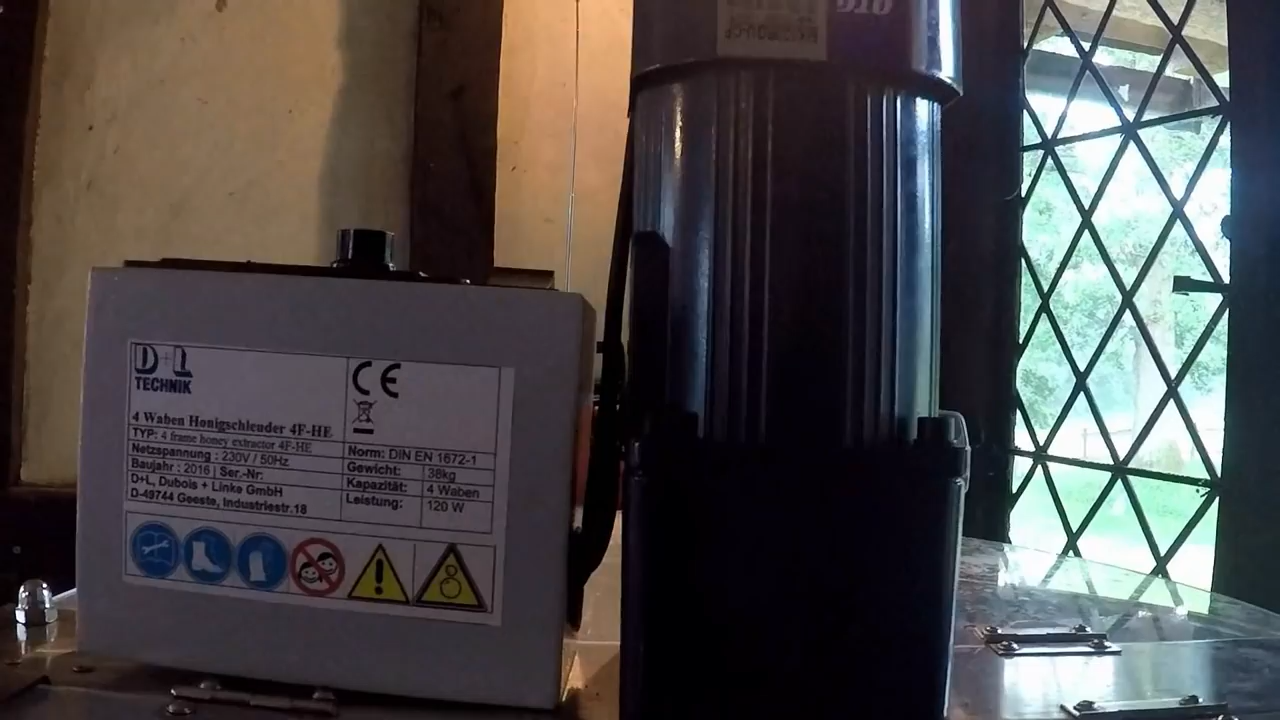 D+L
TECHNIK
CE
4 Waben Honigschleuder 4F-HE
TYP: 4 frame honey extractor 4F-HE
Netzspannung : 230V / 50Hz
Baujahr : 2016 | Ser.-Nr:
D+L, Dubois + Linke GmbH
D-49744 Geeste, Industriestr.18
Norm: DIN EN 1672-1
Gewicht: 38kg
Kapazität: 4 Waben
Leistung: 120 W